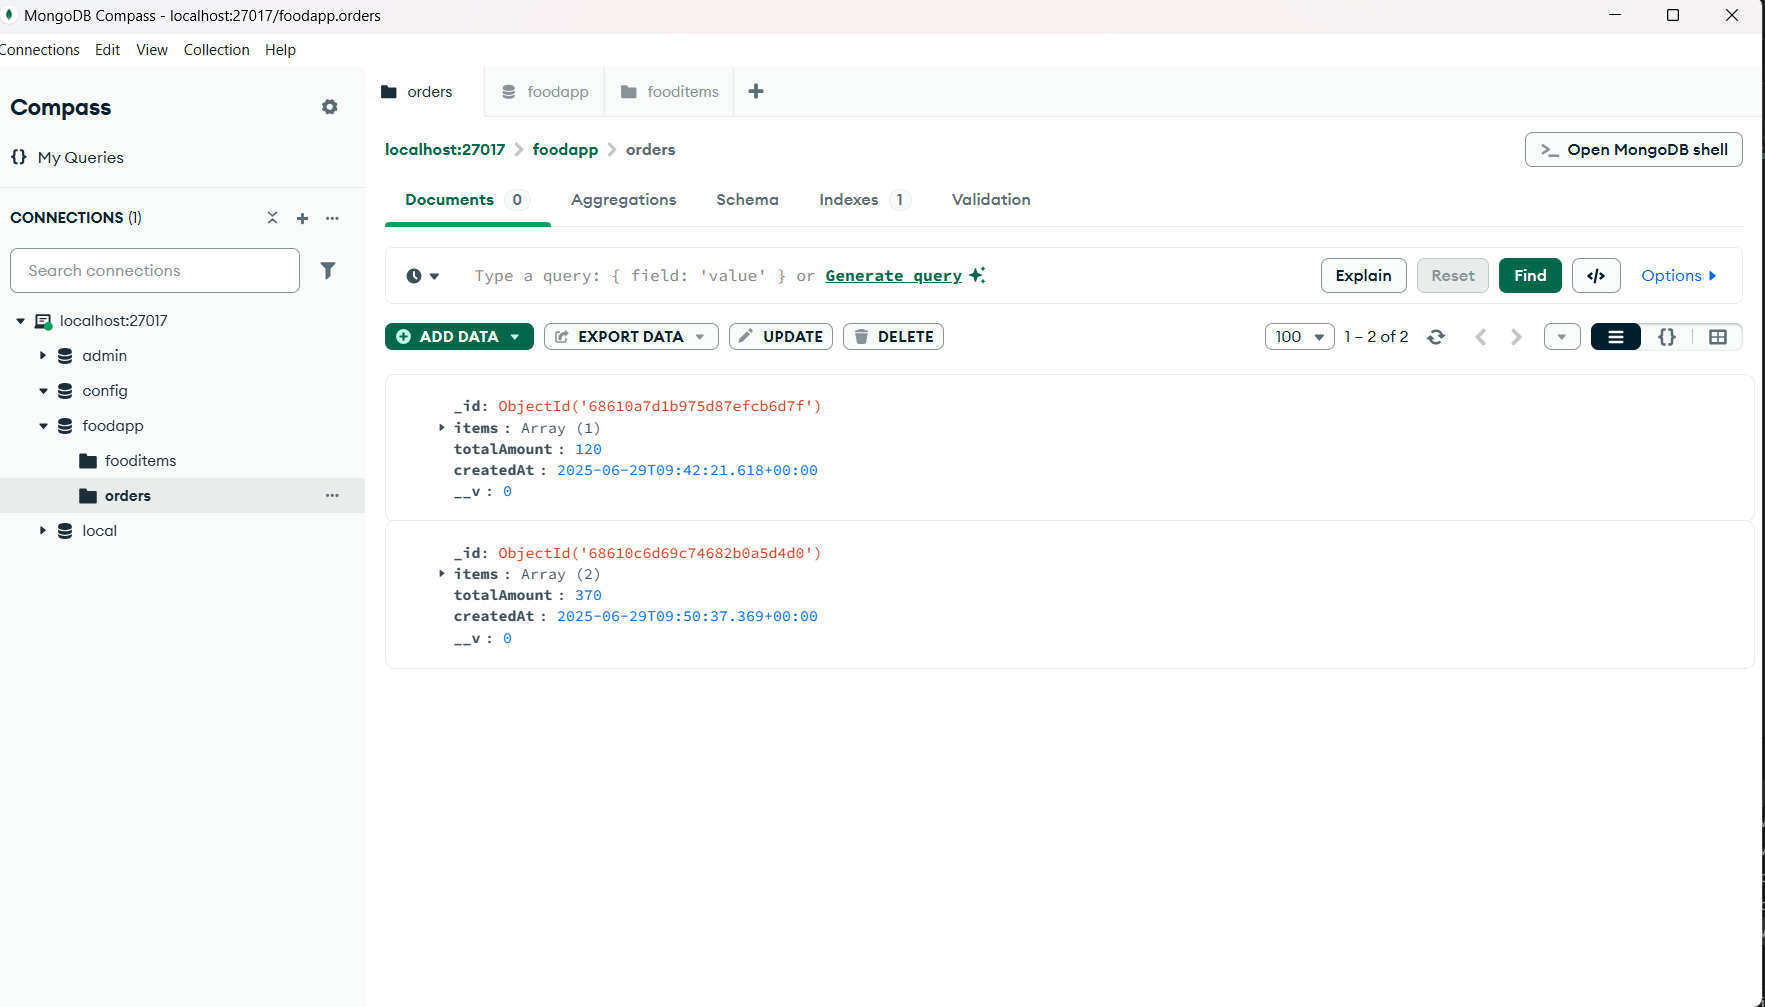 MongoDB Compass - localhost:27017/foodapp.orders
Connections Edit View Collection Help
Compass
{} My Queries
CONNECTIONS (1)
Search connections
localhost:27017
admin
config
foodapp
fooditems
orders
local
orders foodapp fooditems
localhost:27017 > foodapp > orders
>_ Open MongoDB shell
Documents 0 Aggregations Schema Indexes 1 Validation
Type a query: { field: 'value' } or Generate query
Explain Reset Find </> Options
ADD DATA EXPORT DATA UPDATE DELETE
100 1 – 2 of 2 {}
_id: ObjectId('68610a7d1b975d87efcb6d7f')
items : Array (1)
totalAmount : 120
createdAt : 2025-06-29T09:42:21.618+00:00
__v : 0
_id: ObjectId('68610c6d69c74682b0a5d4d0')
items : Array (2)
totalAmount : 370
createdAt : 2025-06-29T09:50:37.369+00:00
__v : 0